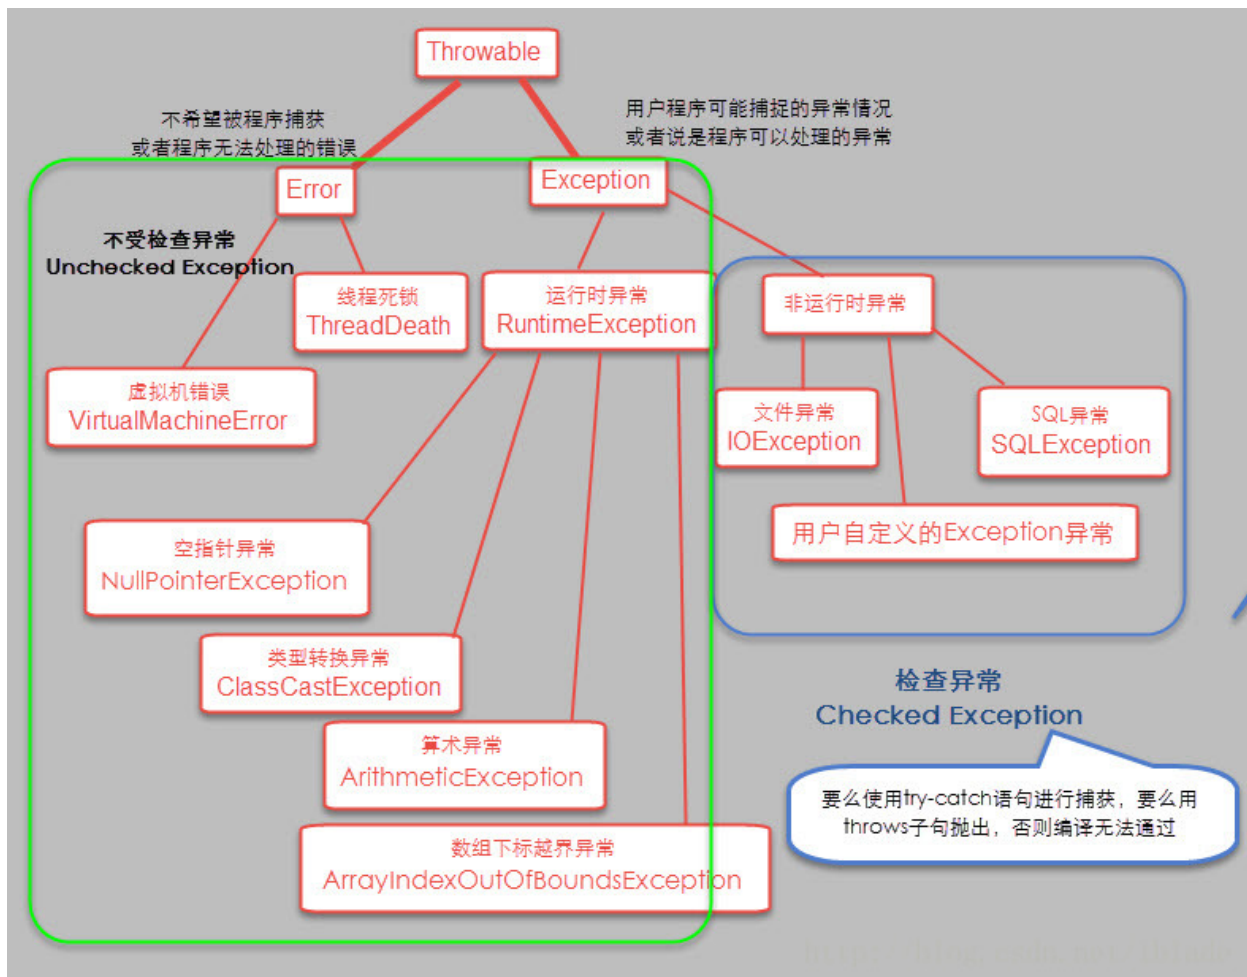 Throwable
不希望被程序捕获
或者程序无法处理的错误
用户程序可能捕捉的异常情况
或者说是程序可以处理的异常
Error
Exception
不受检查异常
Unchecked Exception
线程死锁
ThreadDeath
运行时异常
RuntimeException
非运行时异常
虚拟机错误
VirtualMachineError
文件异常
IOException
SQL异常
SQLException
用户自定义的Exception异常
空指针异常
NullPointerException
类型转换异常
ClassCastException
检查异常
Checked Exception
算术异常
ArithmeticException
要么使用try-catch语句进行捕获，要么用
throws子句抛出，否则编译无法通过
数组下标越界异常
ArrayIndexOutOfBoundsException